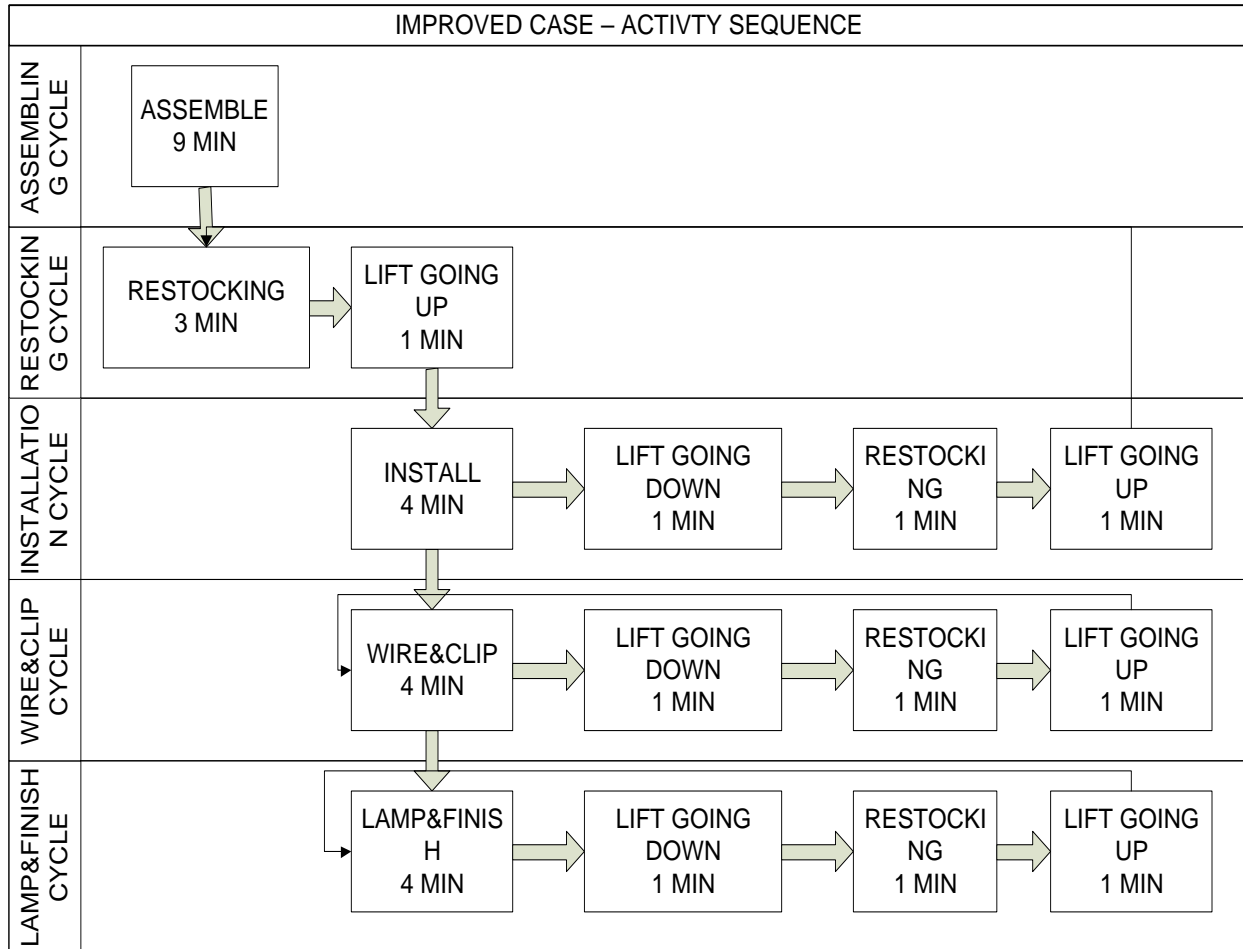 IMPROVED CASE – ACTIVTY SEQUENCE
ASSEMBLIN
G CYCLE
ASSEMBLE
9 MIN
RESTOCKIN
G CYCLE
RESTOCKING
3 MIN
LIFT GOING
UP
1 MIN
INSTALLATIO
N CYCLE
INSTALL
4 MIN
LIFT GOING
DOWN
1 MIN
RESTOCKI
NG
1 MIN
LIFT GOING
UP
1 MIN
WIRE&CLIP
CYCLE
WIRE&CLIP
4 MIN
LIFT GOING
DOWN
1 MIN
RESTOCKI
NG
1 MIN
LIFT GOING
UP
1 MIN
LAMP&FINISH
CYCLE
LAMP&FINIS
H
4 MIN
LIFT GOING
DOWN
1 MIN
RESTOCKI
NG
1 MIN
LIFT GOING
UP
1 MIN